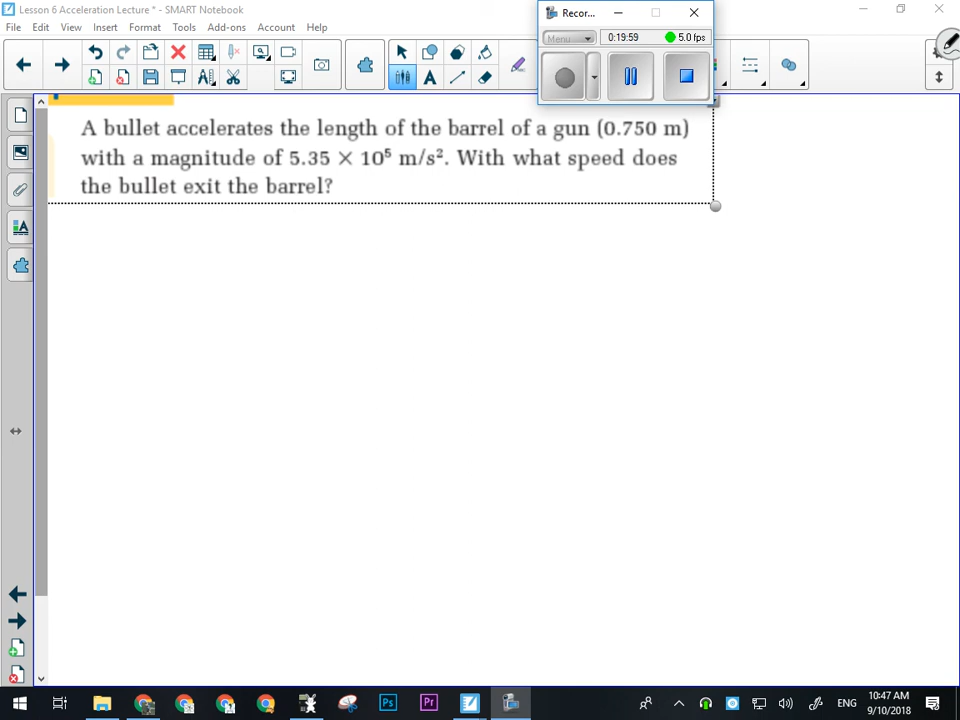 Lesson 6 Acceleration Lecture * - SMART Notebook
Recor...
File Edit View Insert Format Tools Add-ons Account Help
Menu 0:19:59 5.0 fps
A bullet accelerates the length of the barrel of a gun (0.750 m)
with a magnitude of 5.35 × 10⁵ m/s². With what speed does
the bullet exit the barrel?
Ps Pr ENG
10:47 AM
9/10/2018